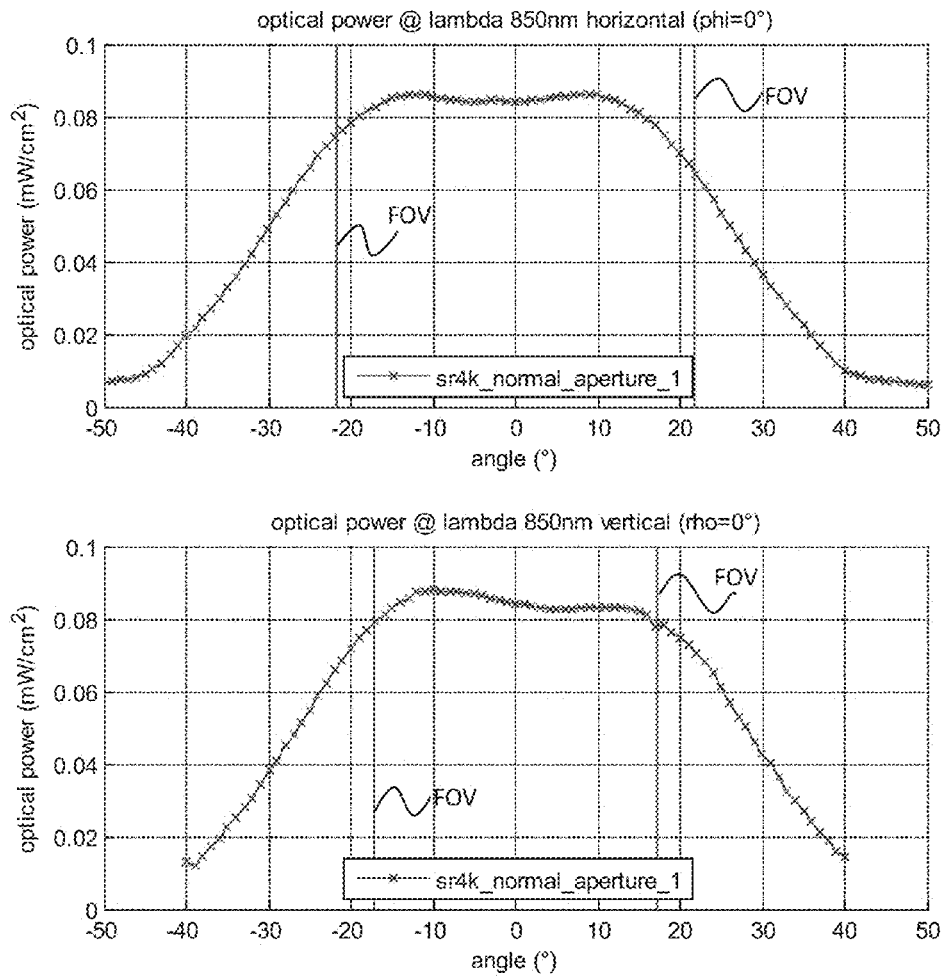 optical power @ lambda 850nm horizontal (phi=0°)
optical power (mW/cm2)
0.1
0.08
0.06
0.04
0.02
0
FOV
FOV
sr4k_normal_aperture_1
-50 -40 -30 -20 -10 0 10 20 30 40 50
angle (°)
optical power @ lambda 850nm vertical (rho=0°)
optical power (mW/cm2)
0.1
0.08
0.06
0.04
0.02
0
FOV
FOV
sr4k_normal_aperture_1
-50 -40 -30 -20 -10 0 10 20 30 40 50
angle (°)